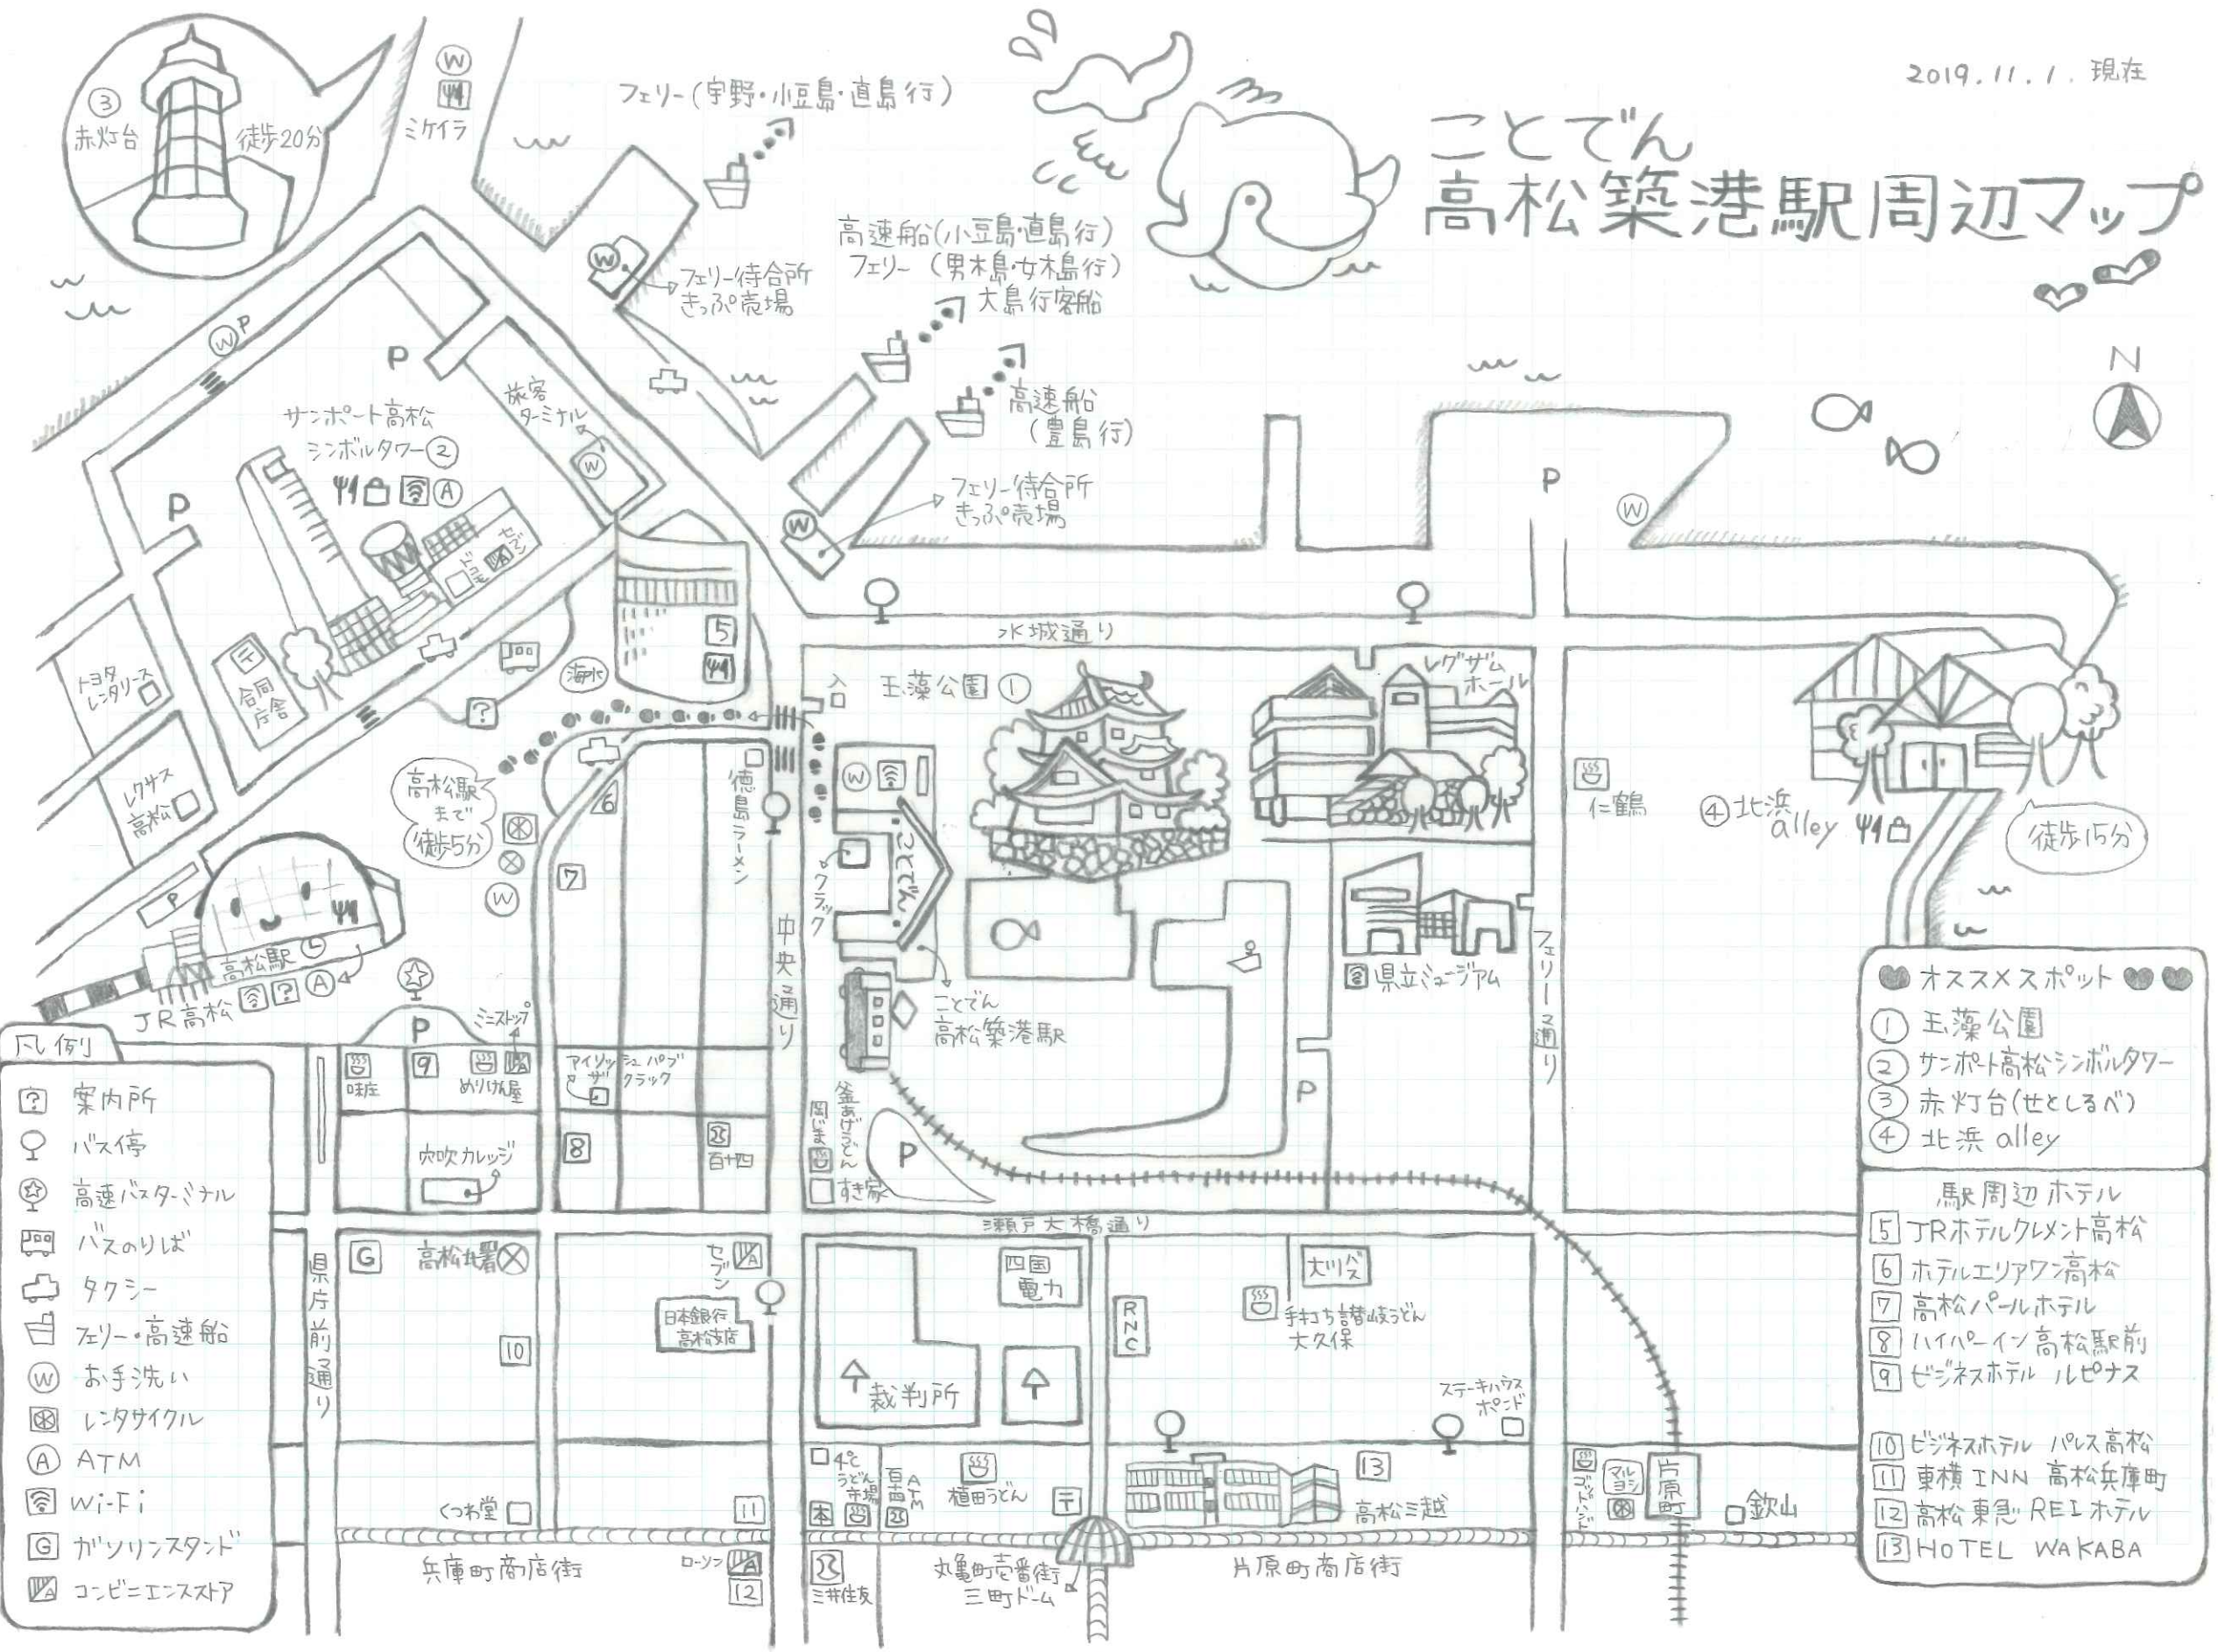 2019.11.1.現在
ことでん
高松築港駅周辺マップ
③
赤灯台
徒歩20分
W
ミケイラ
フェリー(宇野・小豆島・直島行)
W
フェリー待合所
きっぷ売場
高速船(小豆島・直島行)
フェリー (男木島・女木島行)
大島行客船
高速船
(豊島行)
W
フェリー待合所
きっぷ売場
N
W
P
P
P
サンポート高松
シンボルタワー②
A
旅客
ターミナル
W
セブン
ドコモ
〒
合同
庁舎
トヨタ
レンタリース
レクサス
高松
5
海水
?
高松駅
まで
徒歩5分
W
6
7
徳島ラーメン
P
高松駅
JR高松
?
A
P
ミニストップ
水城通り
入口
玉藻公園①
レグザム
ホール
P
W
W
ことでん
クラック
中央通り
ことでん
高松築港駅
県立ミュージアム
フェリー通り
仁鶴
④北浜
alley
徒歩15分
P
味庄
9
めりけん屋
アイリッシュパブ
ザ クラック
穴吹カレッジ
8
百十四
釜あげうどん
岡じま
すき家
P
瀬戸大橋通り
県庁前通り
G
高松北署
セブン
日本銀行
高松支店
10
裁判所
四国
電力
RNC
大川バス
手打ち讃岐うどん
大久保
ステーキハウス
ポンド
くつわ堂
11
4℃
うどん市場
本
百十四ATM
植田うどん
〒
13
高松三越
ゴッドハンド
マルヨシ
片原町
欽山
兵庫町商店街
ローソン
12
三井住友
丸亀町壱番街
三町ドーム
片原町商店街
凡例
? 案内所
バス停
高速バスターミナル
バスのりば
タクシー
フェリー・高速船
W お手洗い
レンタサイクル
A ATM
Wi-Fi
G ガソリンスタンド
コンビニエンスストア
オススメスポット
① 玉藻公園
② サンポート高松シンボルタワー
③ 赤灯台(せとしるべ)
④ 北浜 alley
駅周辺ホテル
5 JRホテルクレメント高松
6 ホテルエリアワン高松
7 高松パールホテル
8 ハイパーイン高松駅前
9 ビジネスホテル ルピナス
10 ビジネスホテル パレス高松
11 東横INN 高松兵庫町
12 高松東急REIホテル
13 HOTEL WAKABA